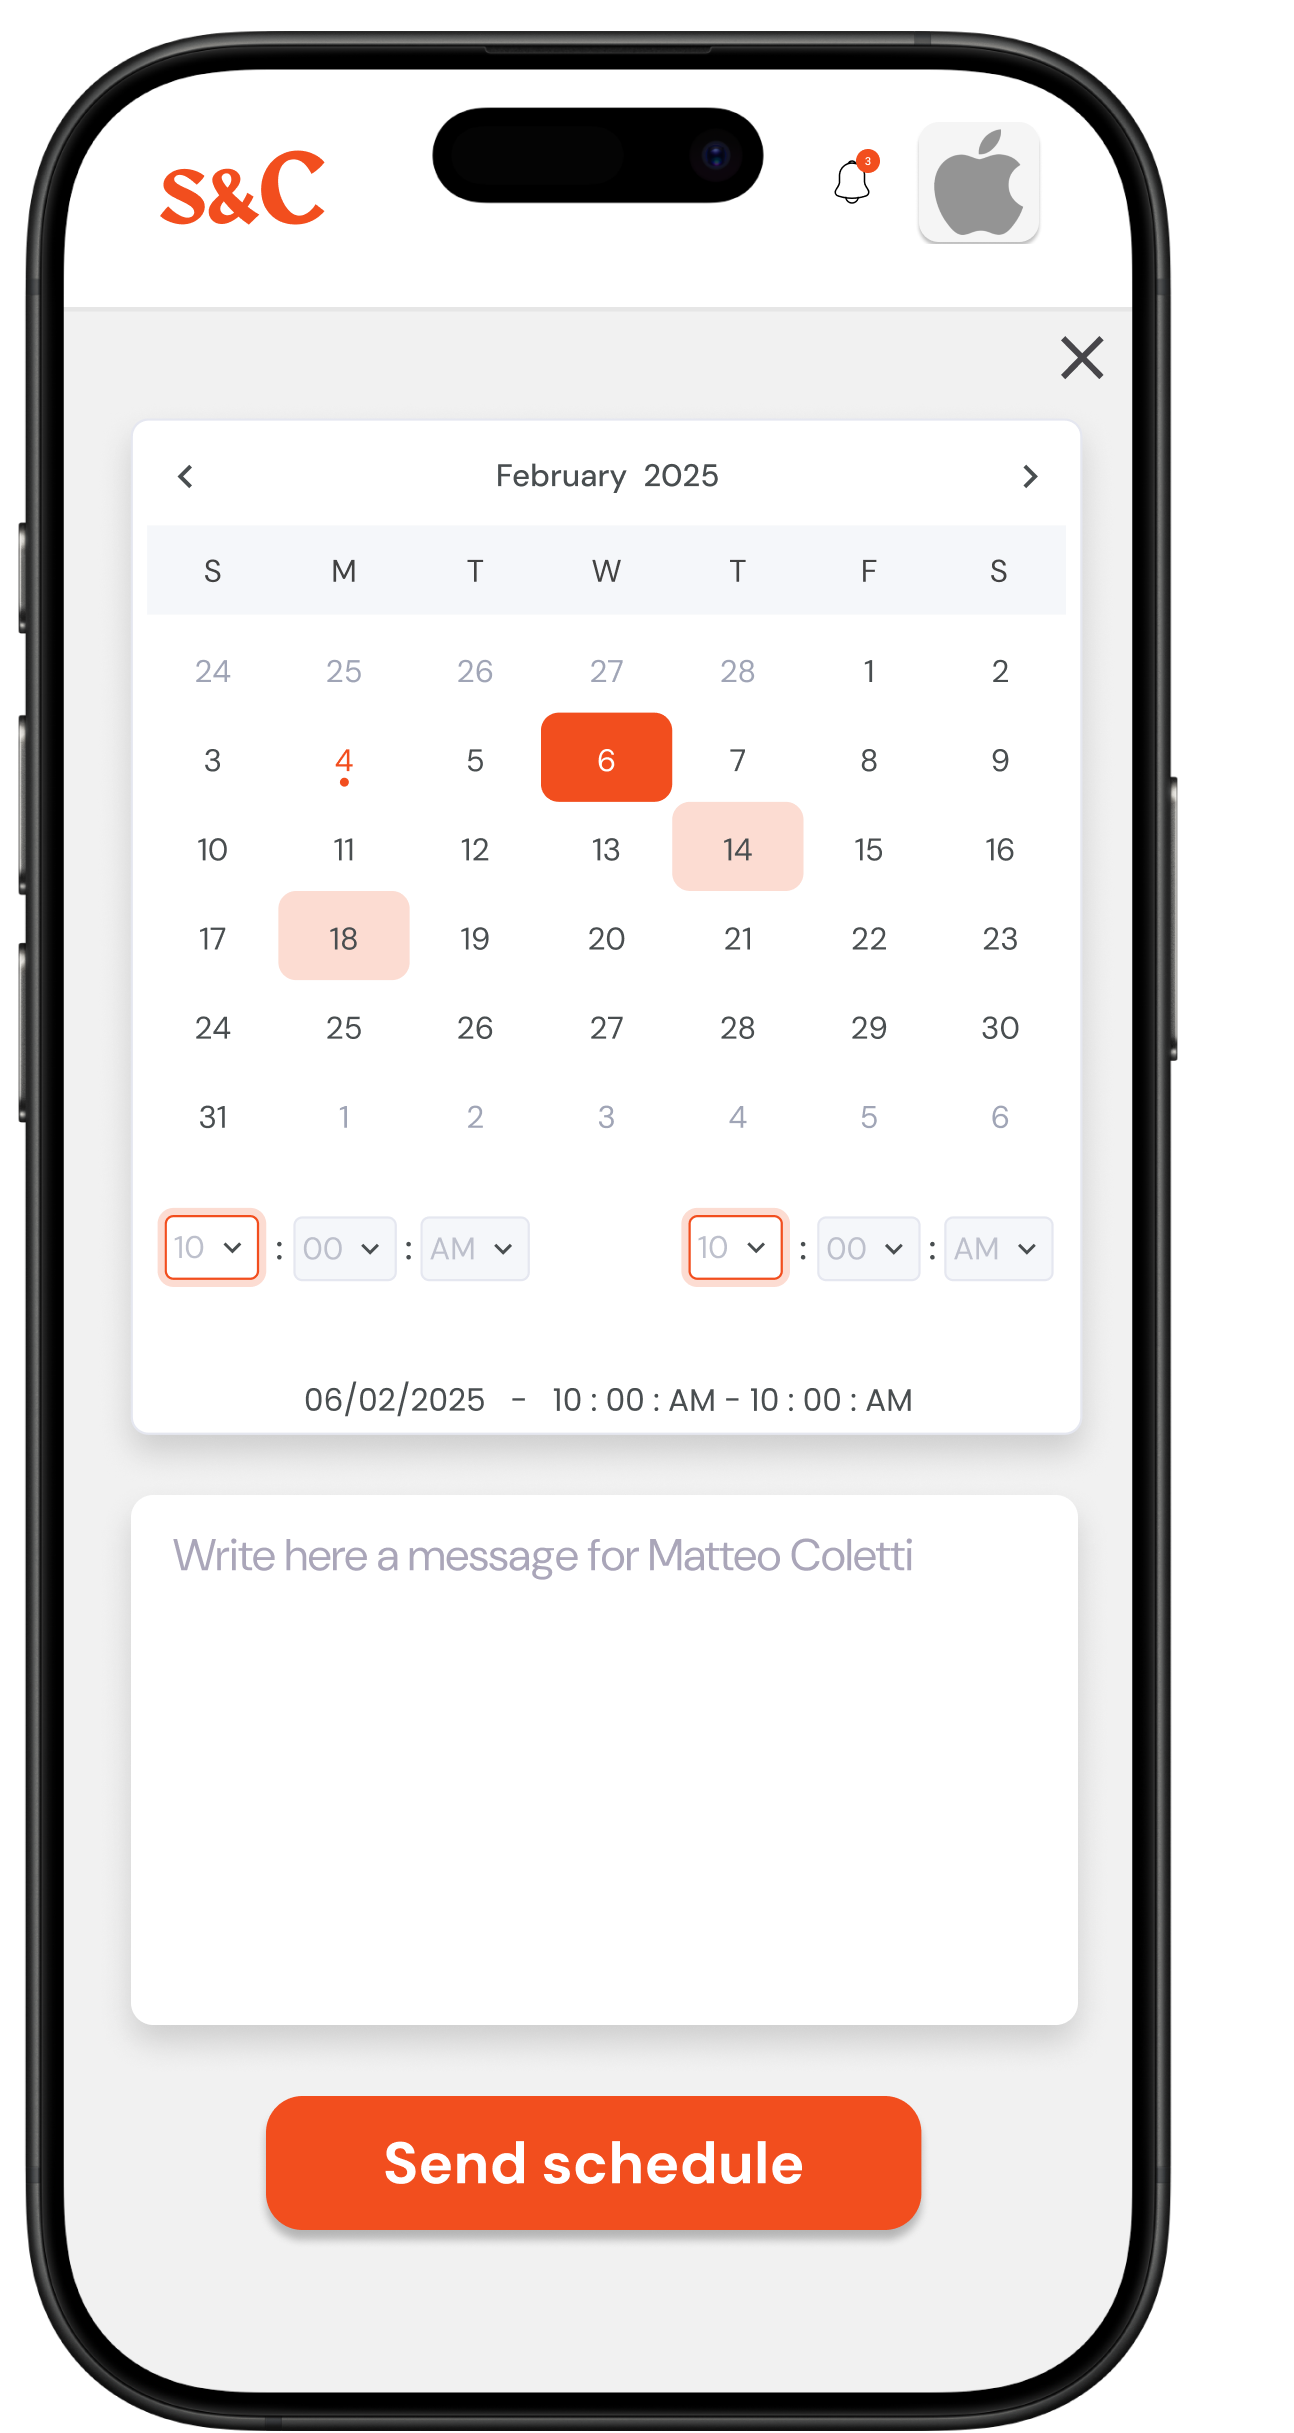 S&C
3
February 2025
S M T W T F S
24 25 26 27 28 1 2
3 4 5 6 7 8 9
10 11 12 13 14 15 16
17 18 19 20 21 22 23
24 25 26 27 28 29 30
31 1 2 3 4 5 6
10 : 00 : AM 10 : 00 : AM
06/02/2025 - 10 : 00 : AM - 10 : 00 : AM
Write here a message for Matteo Coletti
Send schedule